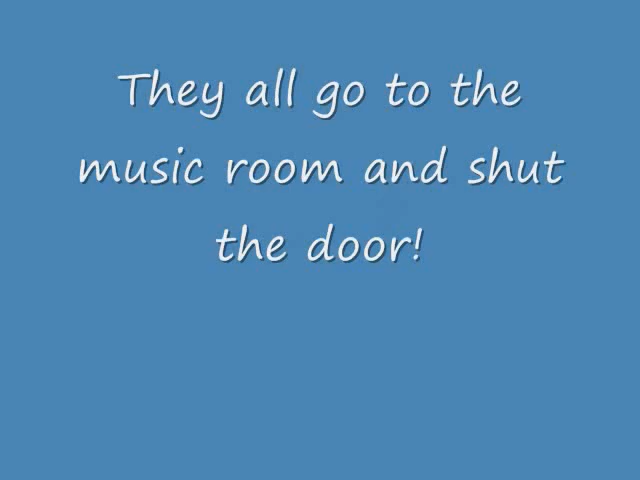 They all go to the
music room and shut
the door!